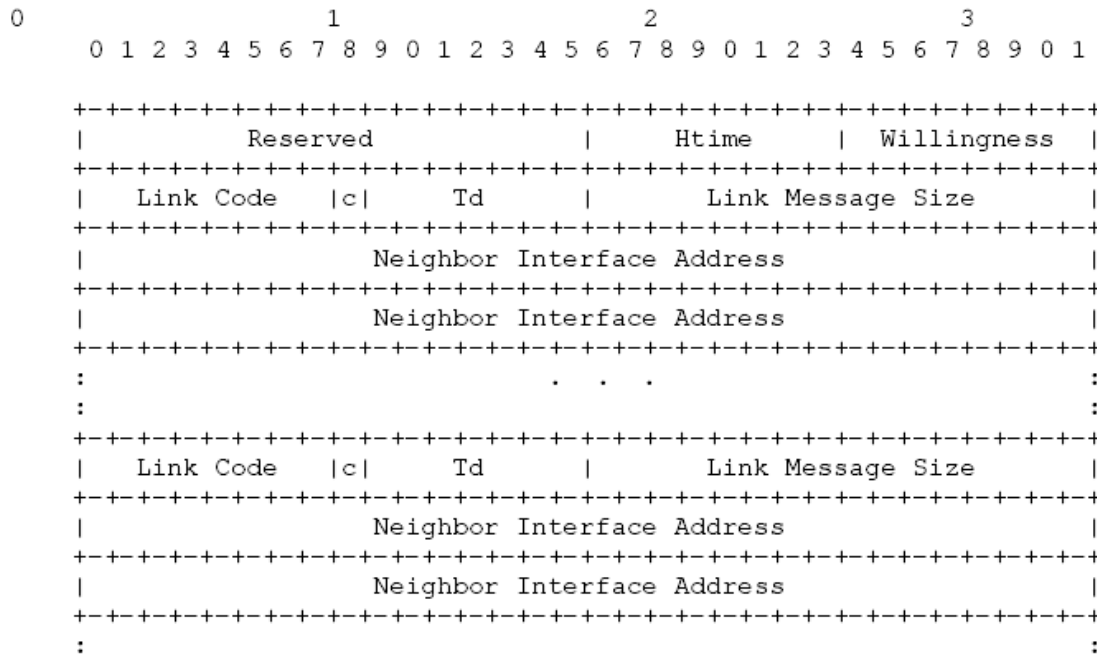 0                   1                   2                   3
 0 1 2 3 4 5 6 7 8 9 0 1 2 3 4 5 6 7 8 9 0 1 2 3 4 5 6 7 8 9 0 1
+-+-+-+-+-+-+-+-+-+-+-+-+-+-+-+-+-+-+-+-+-+-+-+-+-+-+-+-+-+-+-+-+
|          Reserved             |     Htime     |  Willingness  |
+-+-+-+-+-+-+-+-+-+-+-+-+-+-+-+-+-+-+-+-+-+-+-+-+-+-+-+-+-+-+-+-+
|   Link Code   |c|     Td      |       Link Message Size       |
+-+-+-+-+-+-+-+-+-+-+-+-+-+-+-+-+-+-+-+-+-+-+-+-+-+-+-+-+-+-+-+-+
|                  Neighbor Interface Address                   |
+-+-+-+-+-+-+-+-+-+-+-+-+-+-+-+-+-+-+-+-+-+-+-+-+-+-+-+-+-+-+-+-+
|                  Neighbor Interface Address                   |
+-+-+-+-+-+-+-+-+-+-+-+-+-+-+-+-+-+-+-+-+-+-+-+-+-+-+-+-+-+-+-+-+
:                             .  .  .                           :
:                                                               :
+-+-+-+-+-+-+-+-+-+-+-+-+-+-+-+-+-+-+-+-+-+-+-+-+-+-+-+-+-+-+-+-+
|   Link Code   |c|     Td      |       Link Message Size       |
+-+-+-+-+-+-+-+-+-+-+-+-+-+-+-+-+-+-+-+-+-+-+-+-+-+-+-+-+-+-+-+-+
|                  Neighbor Interface Address                   |
+-+-+-+-+-+-+-+-+-+-+-+-+-+-+-+-+-+-+-+-+-+-+-+-+-+-+-+-+-+-+-+-+
|                  Neighbor Interface Address                   |
+-+-+-+-+-+-+-+-+-+-+-+-+-+-+-+-+-+-+-+-+-+-+-+-+-+-+-+-+-+-+-+-+
:                                                               :